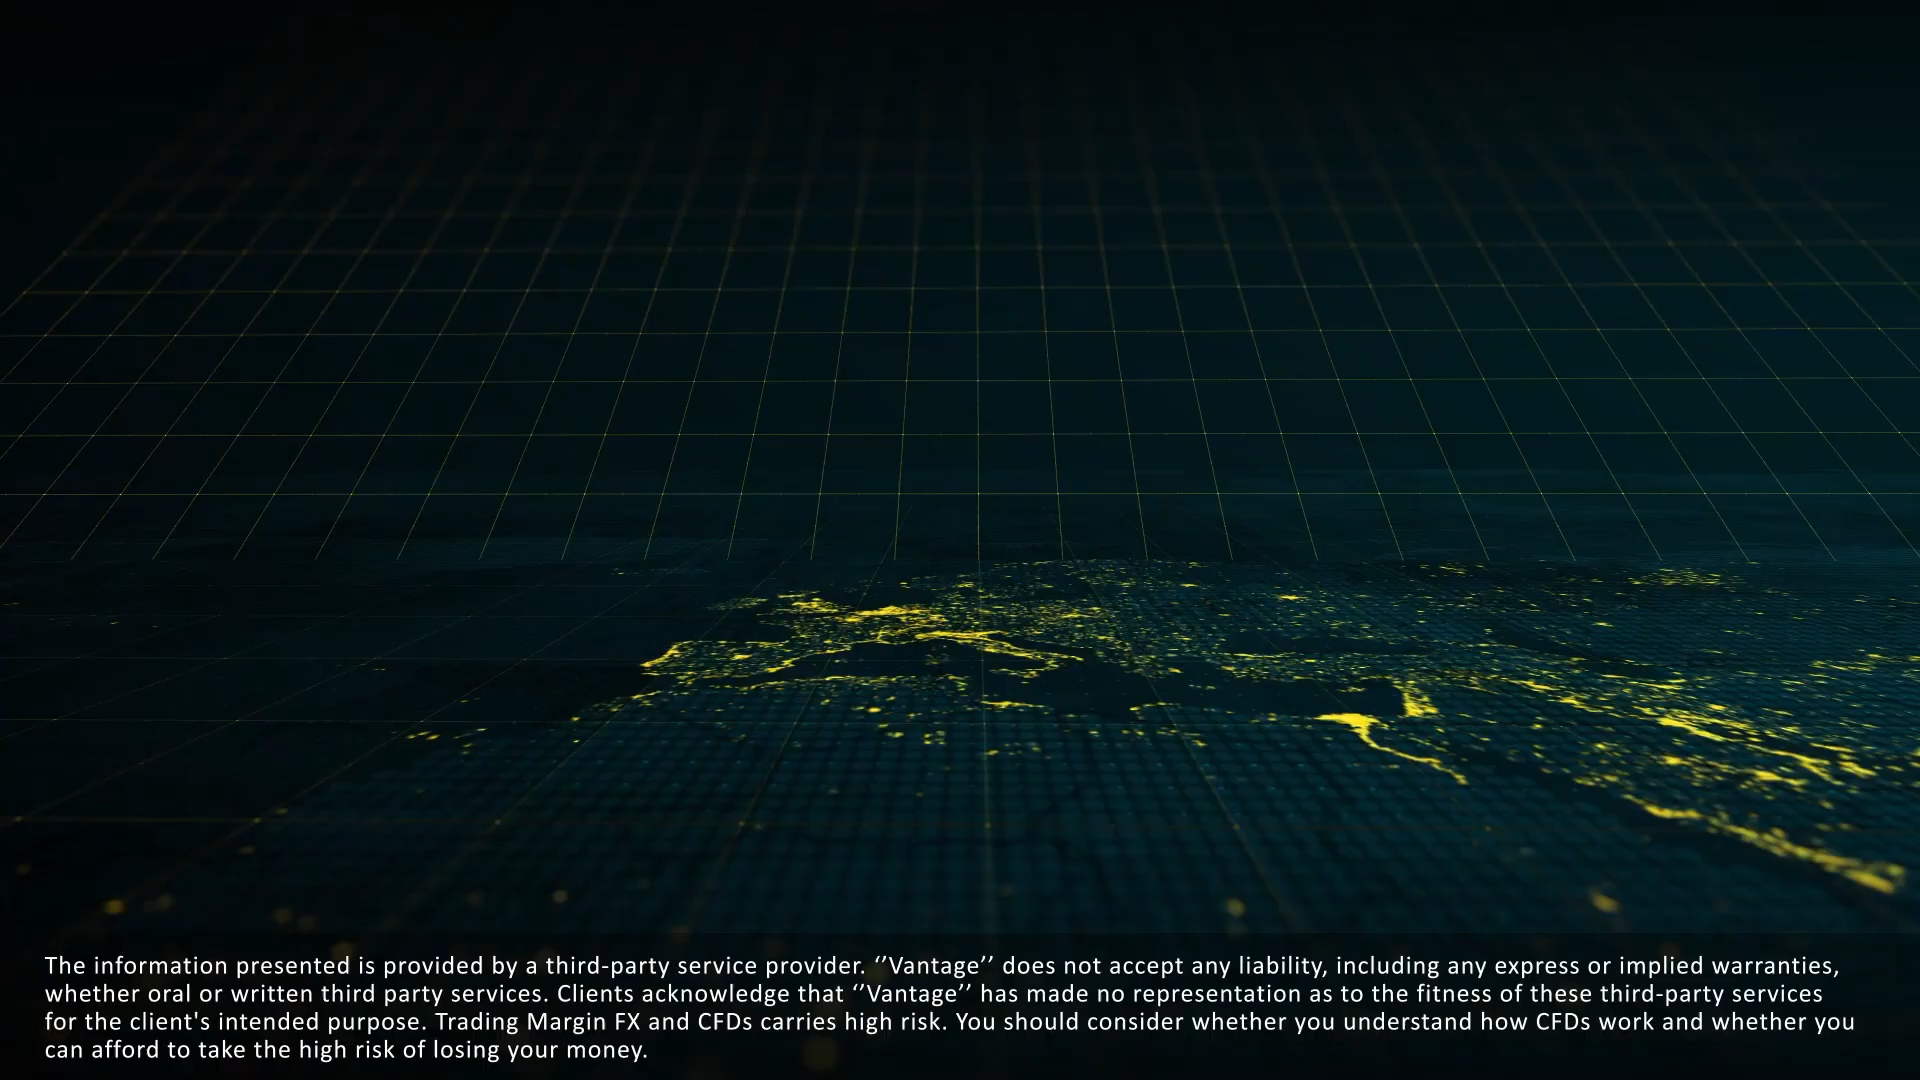 The information presented is provided by a third-party service provider. ‘’Vantage’’ does not accept any liability, including any express or implied warranties,
whether oral or written third party services. Clients acknowledge that ‘’Vantage’’ has made no representation as to the fitness of these third-party services
for the client's intended purpose. Trading Margin FX and CFDs carries high risk. You should consider whether you understand how CFDs work and whether you
can afford to take the high risk of losing your money.